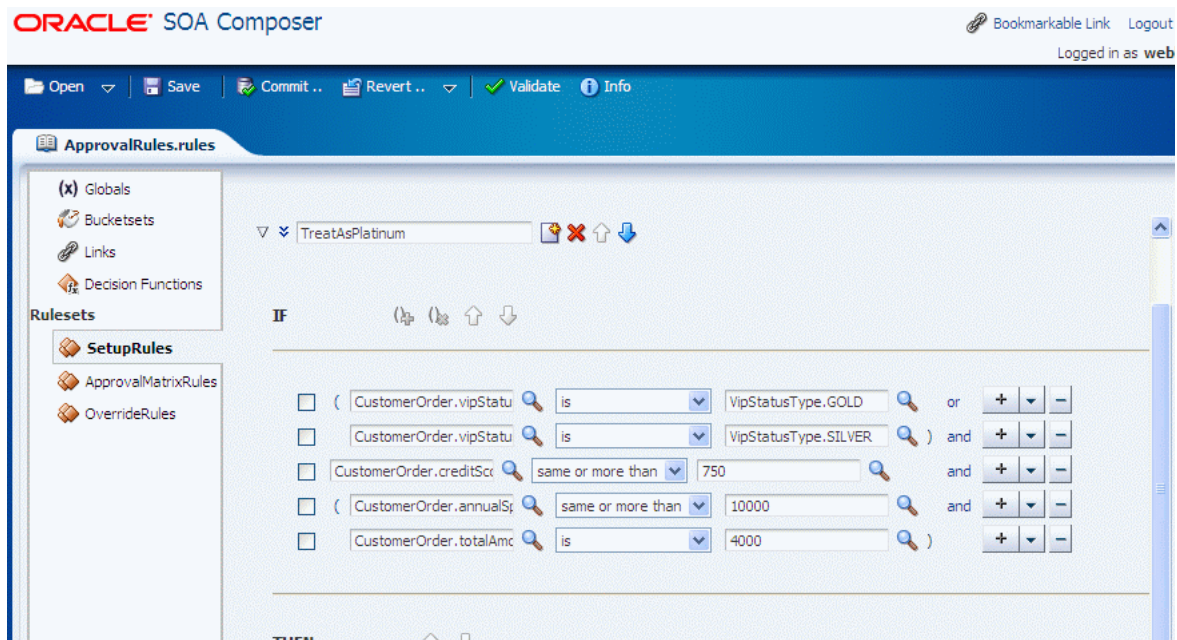 ORACLE SOA Composer
Bookmarkable Link Logout
Logged in as web
Open Save Commit .. Revert .. Validate Info
ApprovalRules.rules
(x) Globals
Bucketsets
Links
Decision Functions
Rulesets
SetupRules
ApprovalMatrixRules
OverrideRules
TreatAsPlatinum
IF
( CustomerOrder.vipStatu is VipStatusType.GOLD or
CustomerOrder.vipStatu is VipStatusType.SILVER ) and
CustomerOrder.creditSco same or more than 750 and
( CustomerOrder.annualSp same or more than 10000 and
CustomerOrder.totalAmo is 4000 )
THEN